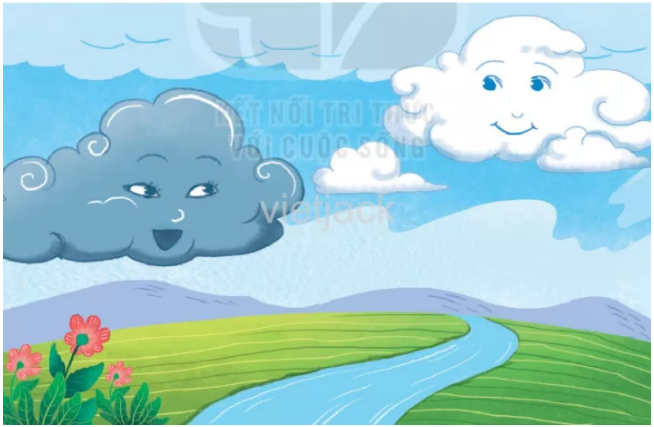 KẾT NỐI TRI THỨC
VỚI CUỘC SỐNG
vietjack